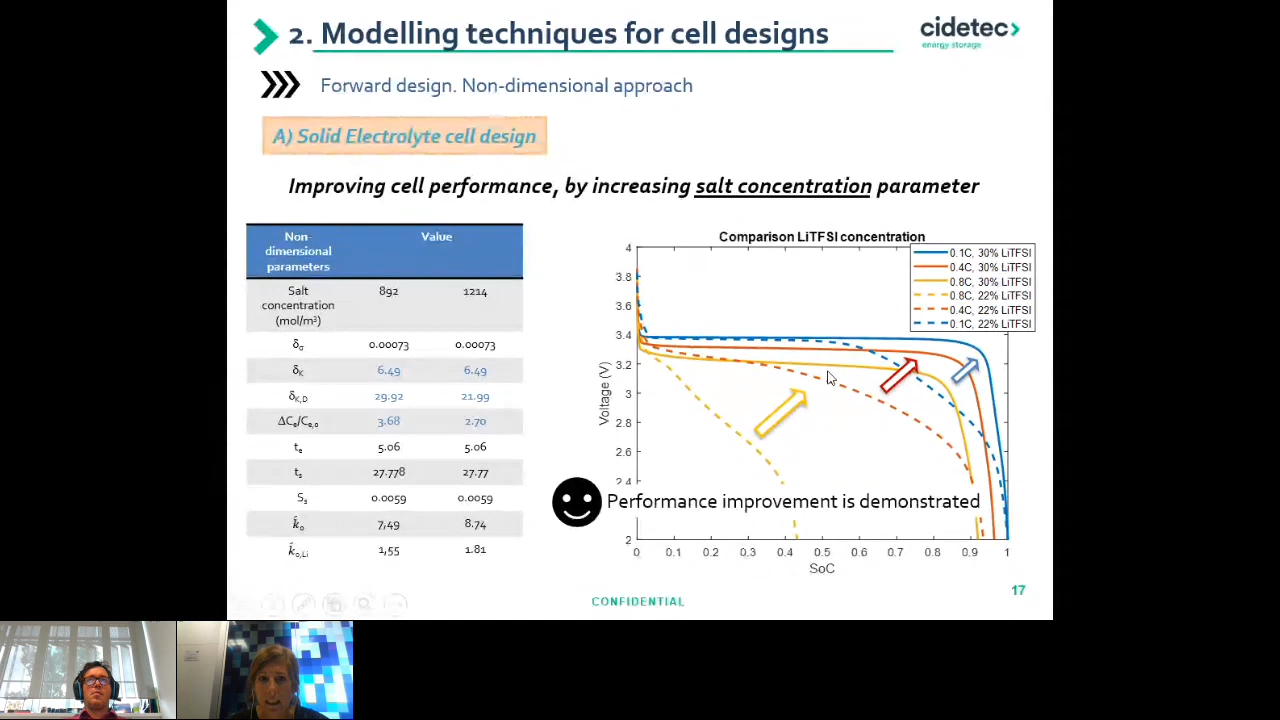 2. Modelling techniques for cell designs
cidetec>
energy storage
Forward design. Non-dimensional approach
A) Solid Electrolyte cell design
Improving cell performance, by increasing salt concentration parameter
Non-dimensional parameters Value
Salt concentration (mol/m³) 892 1214
δσ 0.00073 0.00073
δK 6.49 6.49
δK,D 29.92 21.99
ΔCe/Ce,0 3.68 2.70
te 5.06 5.06
ts 27.778 27.77
Ss 0.0059 0.0059
k̂0 7,49 8.74
k̂0,Li 1,55 1.81
Comparison LiTFSI concentration
0.1C, 30% LiTFSI
0.4C, 30% LiTFSI
0.8C, 30% LiTFSI
0.8C, 22% LiTFSI
0.4C, 22% LiTFSI
0.1C, 22% LiTFSI
Voltage (V)
4
3.8
3.6
3.4
3.2
3
2.8
2.6
2.4
2
0 0.1 0.2 0.3 0.4 0.5 0.6 0.7 0.8 0.9 1
SoC
Performance improvement is demonstrated
CONFIDENTIAL
17